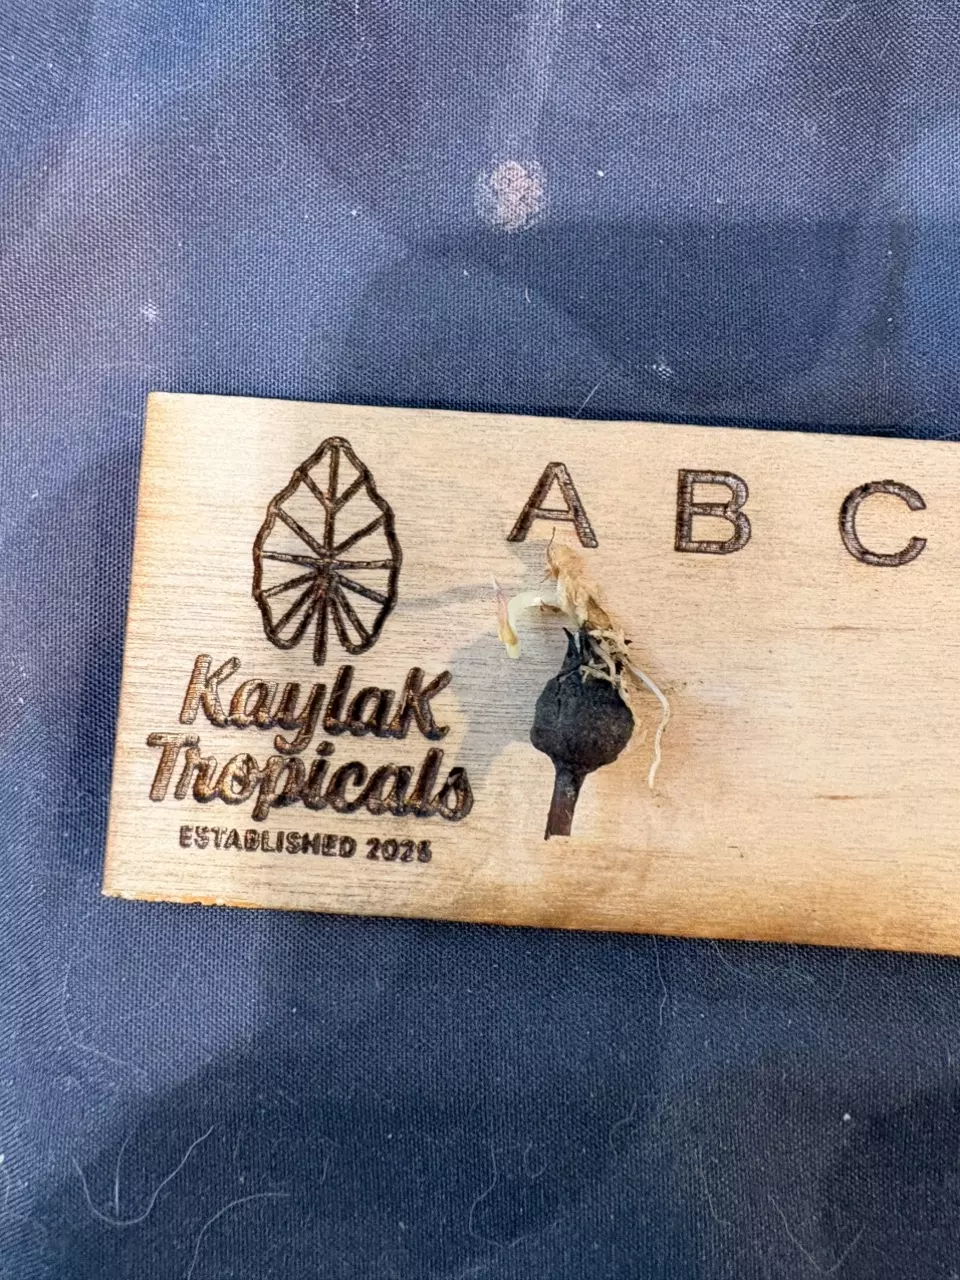 A B C
KaylaK
Tropicals
ESTABLISHED 2025